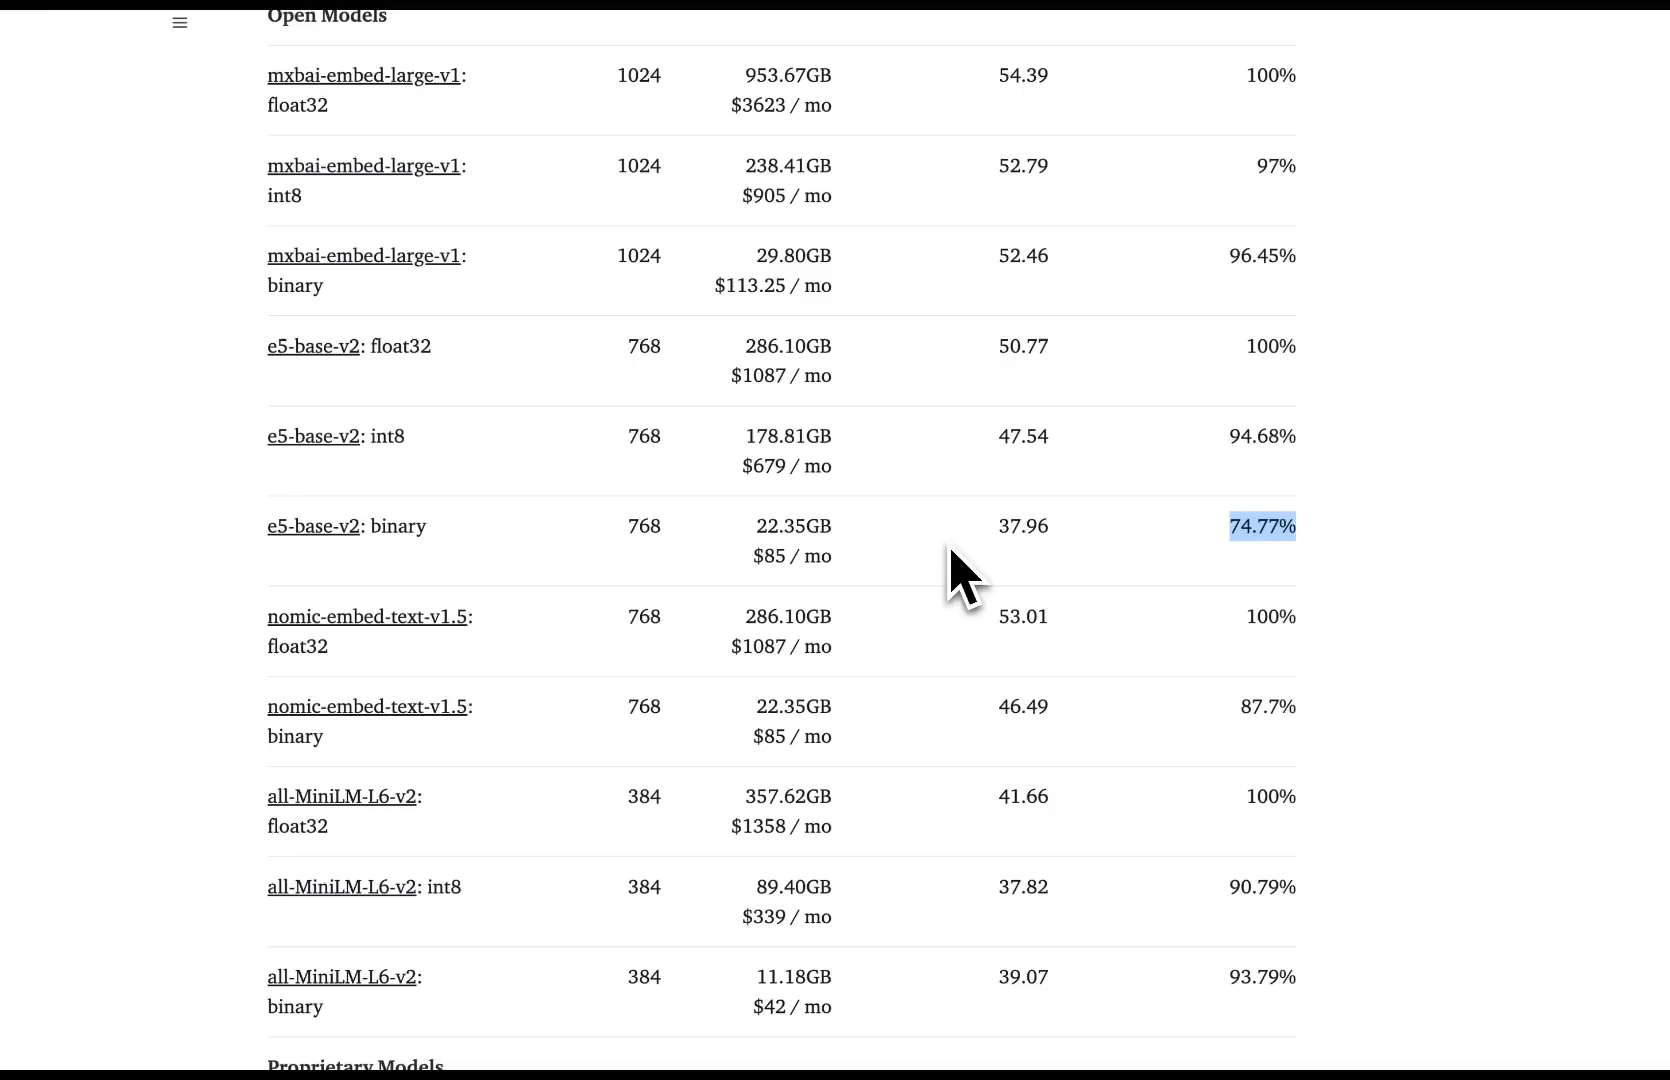 Open Models
mxbai-embed-large-v1: 1024 953.67GB 54.39 100%
float32 $3623 / mo
mxbai-embed-large-v1: 1024 238.41GB 52.79 97%
int8 $905 / mo
mxbai-embed-large-v1: 1024 29.80GB 52.46 96.45%
binary $113.25 / mo
e5-base-v2: float32 768 286.10GB 50.77 100%
$1087 / mo
e5-base-v2: int8 768 178.81GB 47.54 94.68%
$679 / mo
e5-base-v2: binary 768 22.35GB 37.96 74.77%
$85 / mo
nomic-embed-text-v1.5: 768 286.10GB 53.01 100%
float32 $1087 / mo
nomic-embed-text-v1.5: 768 22.35GB 46.49 87.7%
binary $85 / mo
all-MiniLM-L6-v2: 384 357.62GB 41.66 100%
float32 $1358 / mo
all-MiniLM-L6-v2: int8 384 89.40GB 37.82 90.79%
$339 / mo
all-MiniLM-L6-v2: 384 11.18GB 39.07 93.79%
binary $42 / mo
Proprietary Models